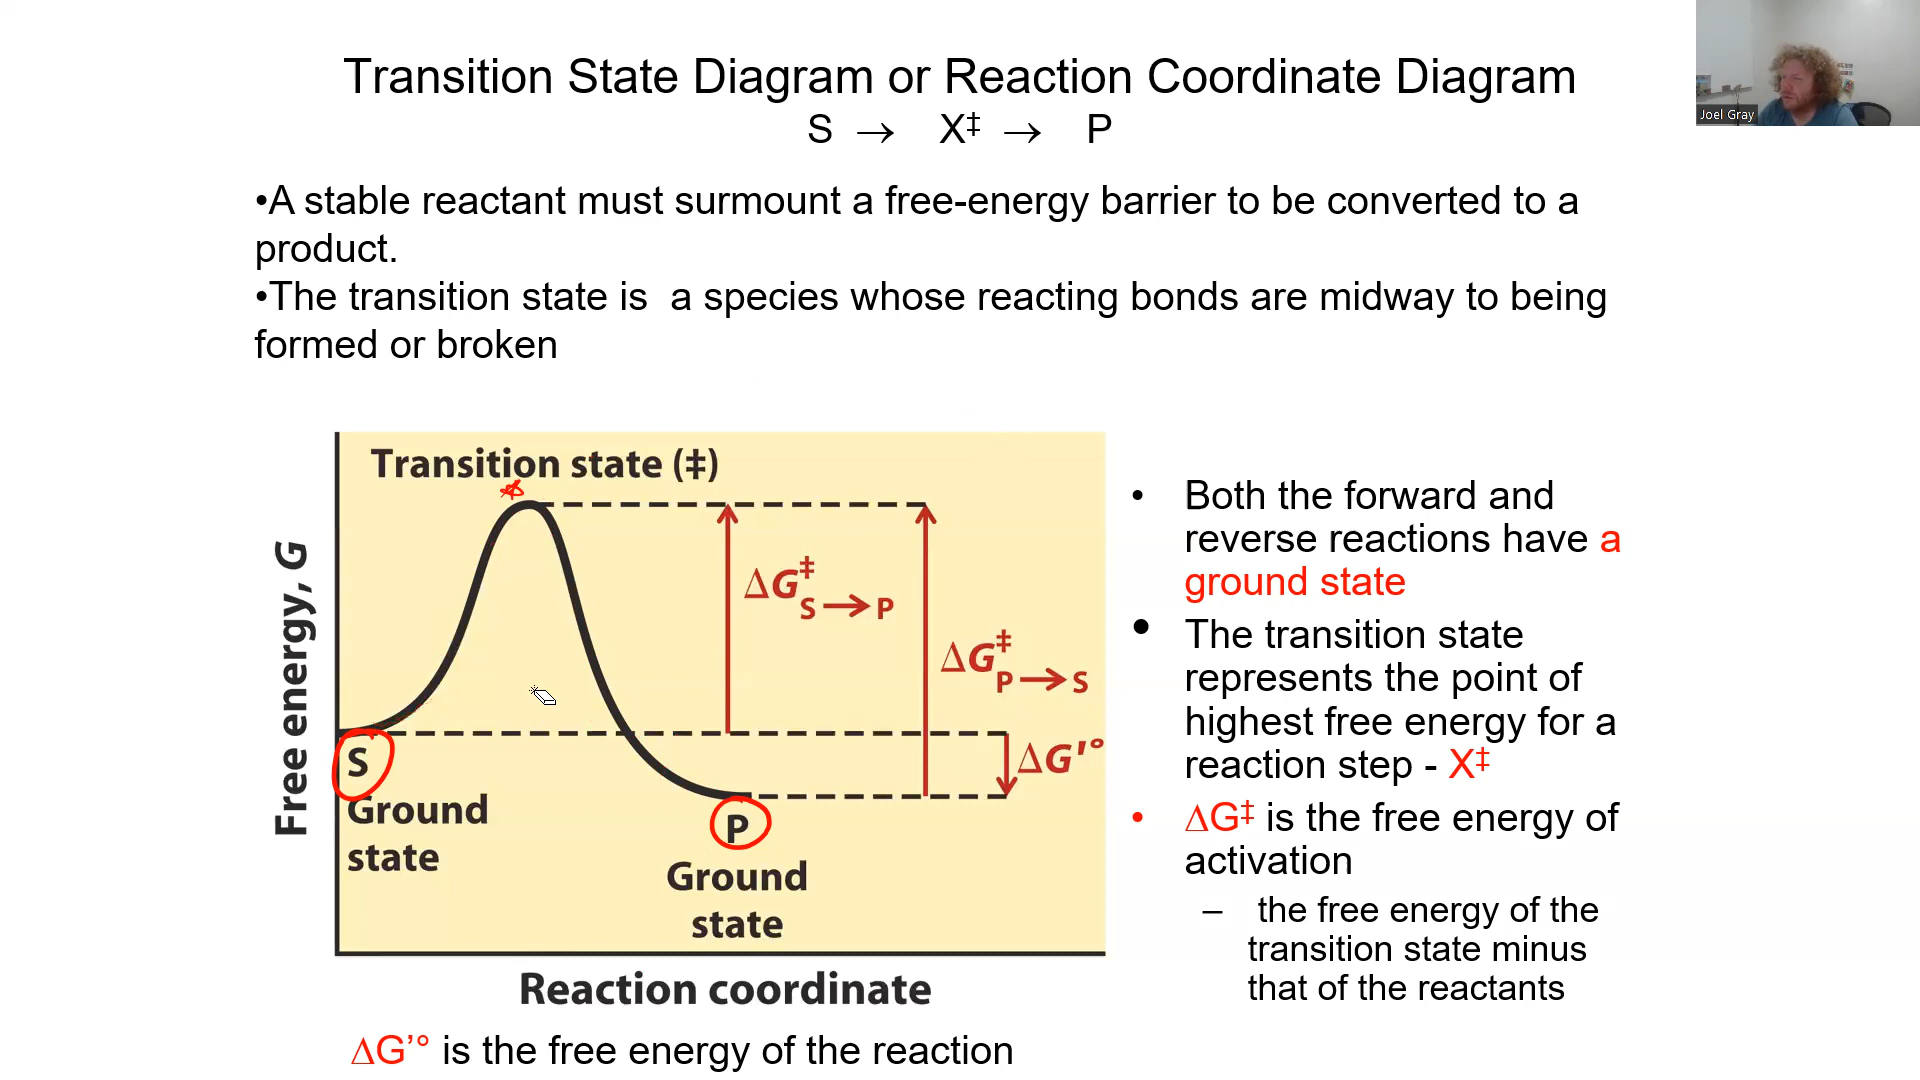 Transition State Diagram or Reaction Coordinate Diagram
S → X‡ → P
Joel Gray
•A stable reactant must surmount a free-energy barrier to be converted to a
product.
•The transition state is  a species whose reacting bonds are midway to being
formed or broken
Transition state (‡)
Free energy, G
ΔG‡ S→P
ΔG‡ P→S
ΔG'°
S
Ground
state
P
Ground
state
Reaction coordinate
ΔG’° is the free energy of the reaction
• Both the forward and
reverse reactions have a
ground state
• The transition state
represents the point of
highest free energy for a
reaction step - X‡
• ΔG‡ is the free energy of
activation
– the free energy of the
transition state minus
that of the reactants